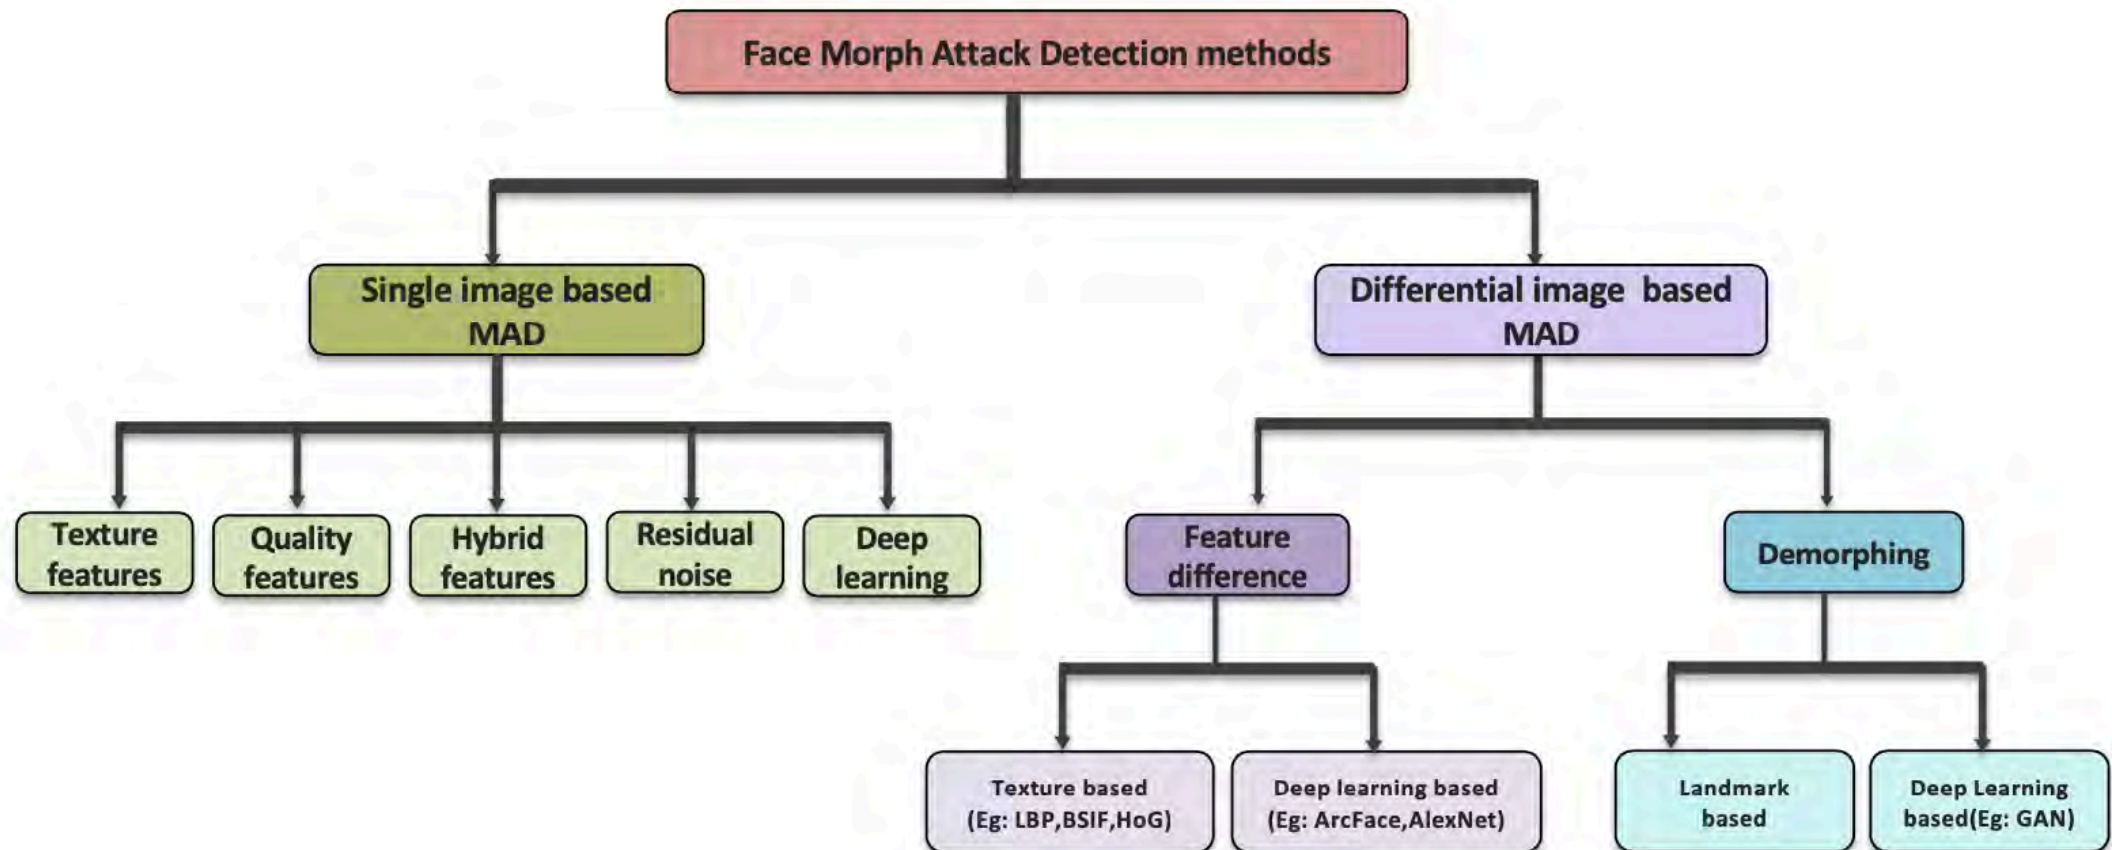 Face Morph Attack Detection methods
Single image based
MAD
Differential image based
MAD
Texture
features
Quality
features
Hybrid
features
Residual
noise
Deep
learning
Feature
difference
Demorphing
Texture based
(Eg: LBP,BSIF,HoG)
Deep learning based
(Eg: ArcFace,AlexNet)
Landmark
based
Deep Learning
based(Eg: GAN)